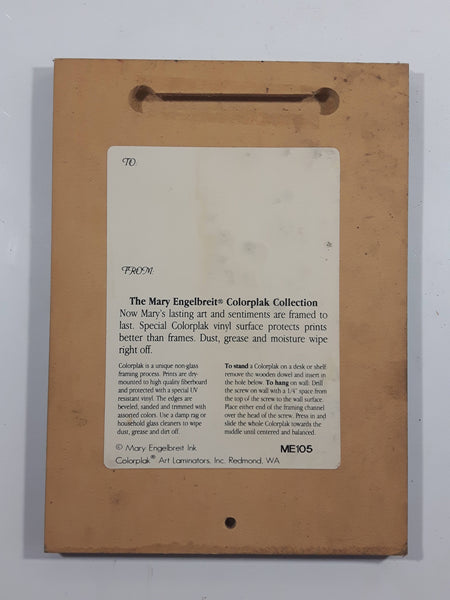 TO:
FROM:
The Mary Engelbreit® Colorplak Collection
Now Mary's lasting art and sentiments are framed to
last. Special Colorplak vinyl surface protects prints
better than frames. Dust, grease and moisture wipe
right off.
Colorplak is a unique non-glass
framing process. Prints are dry-
mounted to high quality fiberboard
and protected with a special UV
resistant vinyl. The edges are
beveled, sanded and trimmed with
assorted colors. Use a damp rag or
household glass cleaners to wipe
dust, grease and dirt off.
To stand a Colorplak on a desk or shelf
remove the wooden dowel and insert in
the hole below. To hang on wall: Drill
the screw on wall with a 1/4" space from
the top of the screw to the wall surface.
Place either end of the framing channel
over the head of the screw. Press in and
slide the whole Colorplak towards the
middle until centered and balanced.
© Mary Engelbreit Ink
ME105
Colorplak® Art Laminators, Inc. Redmond, WA